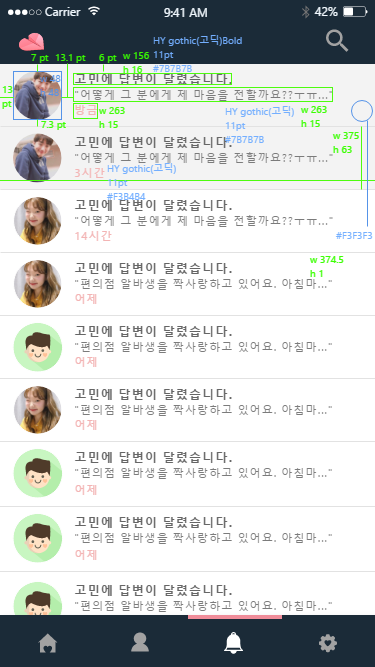 Carrier 9:41 AM 42%
HY gothic(고딕)Bold
7 pt 13.1 pt 6 pt w 156 11pt
h 16 #7B7B7B
고민에 답변이 달렸습니다.
13 pt
"어떻게 그 분에게 제 마음을 전할까요??ㅠㅠ..."
방금 w 263 HY gothic(고딕) w 263
7.3 pt h 15 11pt h 15
#7B7B7B w 375
고민에 답변이 달렸습니다.
h 63
"어떻게 그 분에게 제 마음을 전할까요??ㅠㅠ..."
3시간 HY gothic(고딕)
11pt
#F3B4B4
고민에 답변이 달렸습니다.
"어떻게 그 분에게 제 마음을 전할까요??ㅠㅠ..."
14시간 #F3F3F3
고민에 답변이 달렸습니다. w 374.5
h 1
"편의점 알바생을 짝사랑하고 있어요. 아침마..."
어제
고민에 답변이 달렸습니다.
"편의점 알바생을 짝사랑하고 있어요. 아침마..."
어제
고민에 답변이 달렸습니다.
"편의점 알바생을 짝사랑하고 있어요. 아침마..."
어제
고민에 답변이 달렸습니다.
"편의점 알바생을 짝사랑하고 있어요. 아침마..."
어제
고민에 답변이 달렸습니다.
"편의점 알바생을 짝사랑하고 있어요. 아침마..."
어제
고민에 답변이 달렸습니다.
"편의점 알바생을 짝사랑하고 있어요. 아침마..."